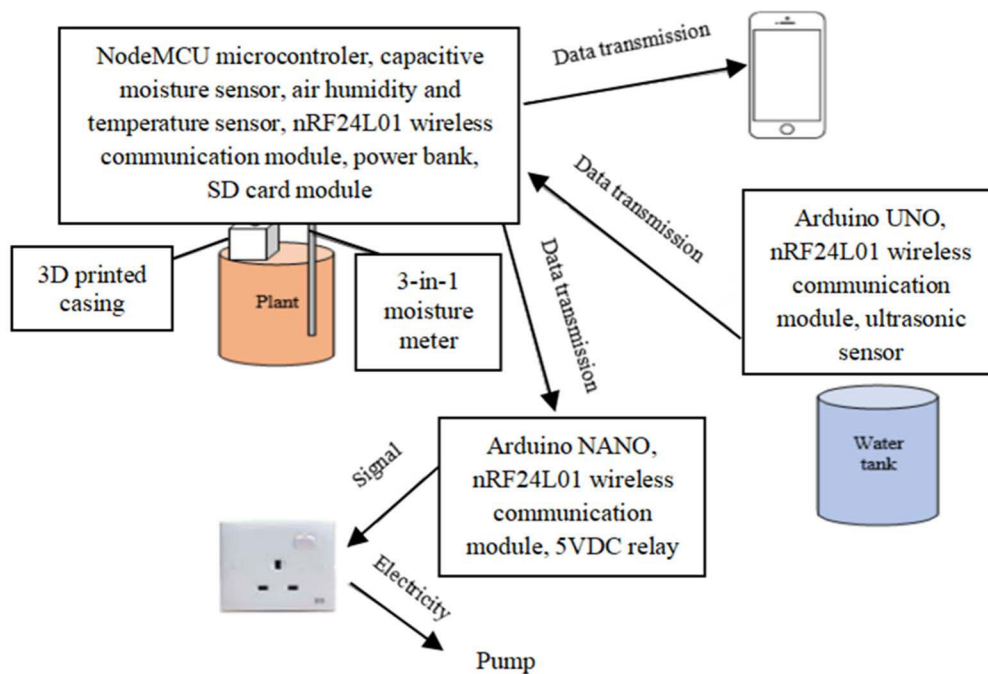 NodeMCU microcontroler, capacitive
moisture sensor, air humidity and
temperature sensor, nRF24L01 wireless
communication module, power bank,
SD card module
Data transmission
Data transmission
Arduino UNO,
nRF24L01 wireless
communication
module, ultrasonic
sensor
3D printed
casing
Plant
3-in-1
moisture
meter
Data transmission
Water
tank
Arduino NANO,
nRF24L01 wireless
communication
module, 5VDC relay
Signal
Electricity
Pump